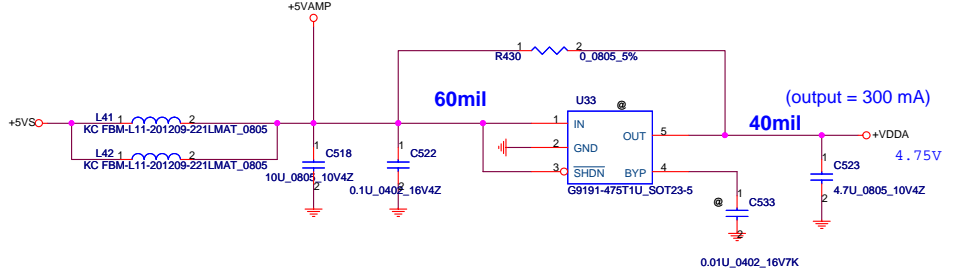 +5VAMP
1
2
R430
0_0805_5%
60mil
U33
@
(output = 300 mA)
L41
1
2
KC FBM-L11-201209-221LMAT_0805
+5VS
1
IN
OUT
5
40mil
+VDDA
2
GND
4.75V
L42
1
2
KC FBM-L11-201209-221LMAT_0805
1
C518
2
10U_0805_10V4Z
1
C522
2
0.1U_0402_16V4Z
3
SHDN
BYP
4
G9191-475T1U_SOT23-5
1
C523
2
4.7U_0805_10V4Z
1
@
C533
2
0.01U_0402_16V7K